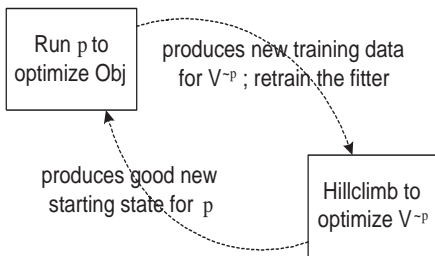 Run p to
optimize Obj
produces new training data
for V~p ; retrain the fitter
produces good new
starting state for p
Hillclimb to
optimize V~p